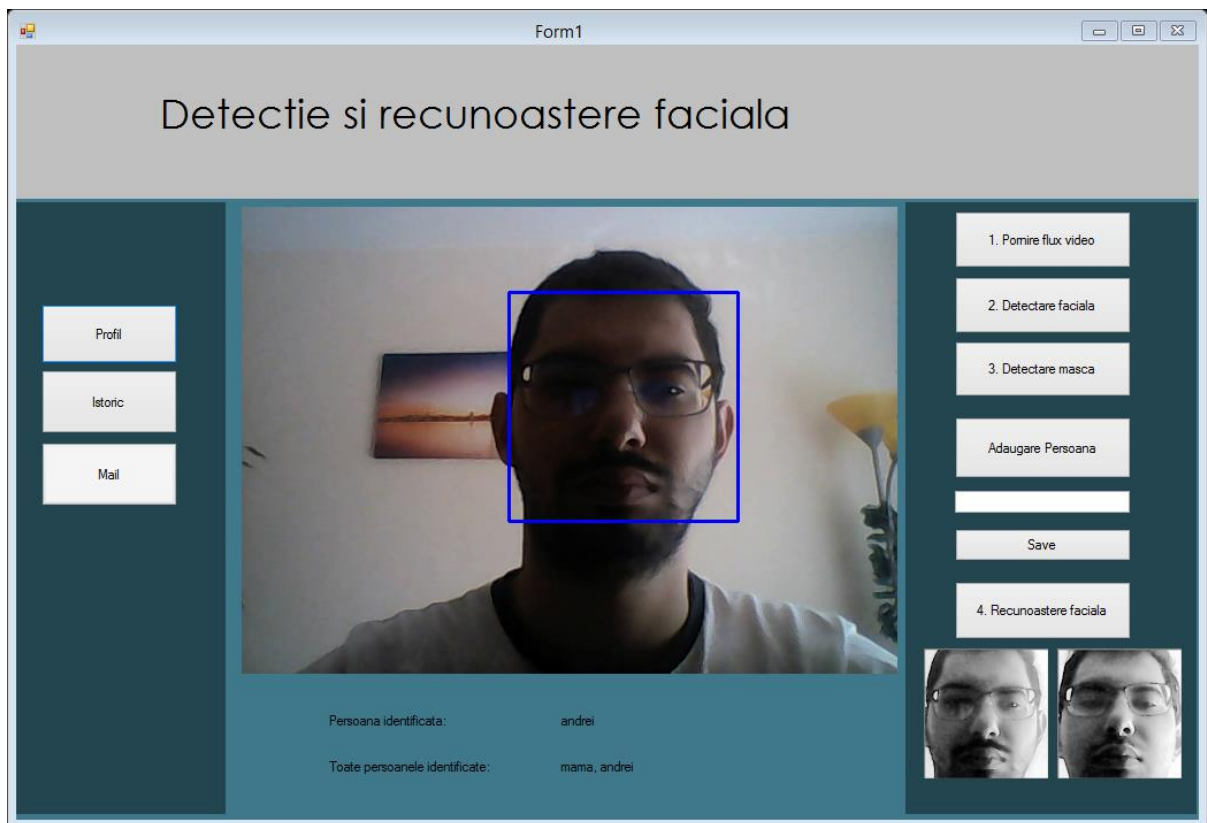 Form1
Detectie si recunoastere faciala
Profil
Istoric
Mail
1. Pornire flux video
2. Detectare faciala
3. Detectare masca
Adaugare Persoana
Save
4. Recunoastere faciala
Persoana identificata: andrei
Toate persoanele identificate: mama, andrei